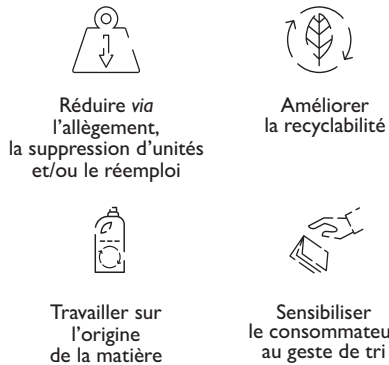 Réduire via
l’allègement,
la suppression d’unités
et/ou le réemploi
Améliorer
la recyclabilité
Travailler sur
l’origine
de la matière
Sensibiliser
le consommateu
au geste de tri